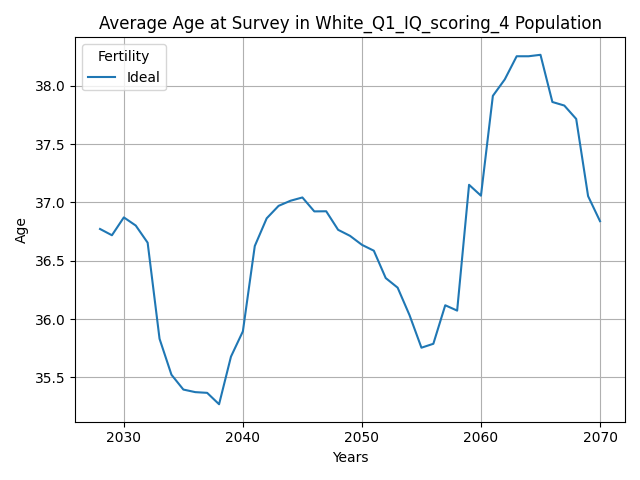 Average Age at Survey in White_Q1_IQ_scoring_4 Population
Fertility
Ideal
38.0
37.5
37.0
36.5
36.0
35.5
Age
2030 2040 2050 2060 2070
Years